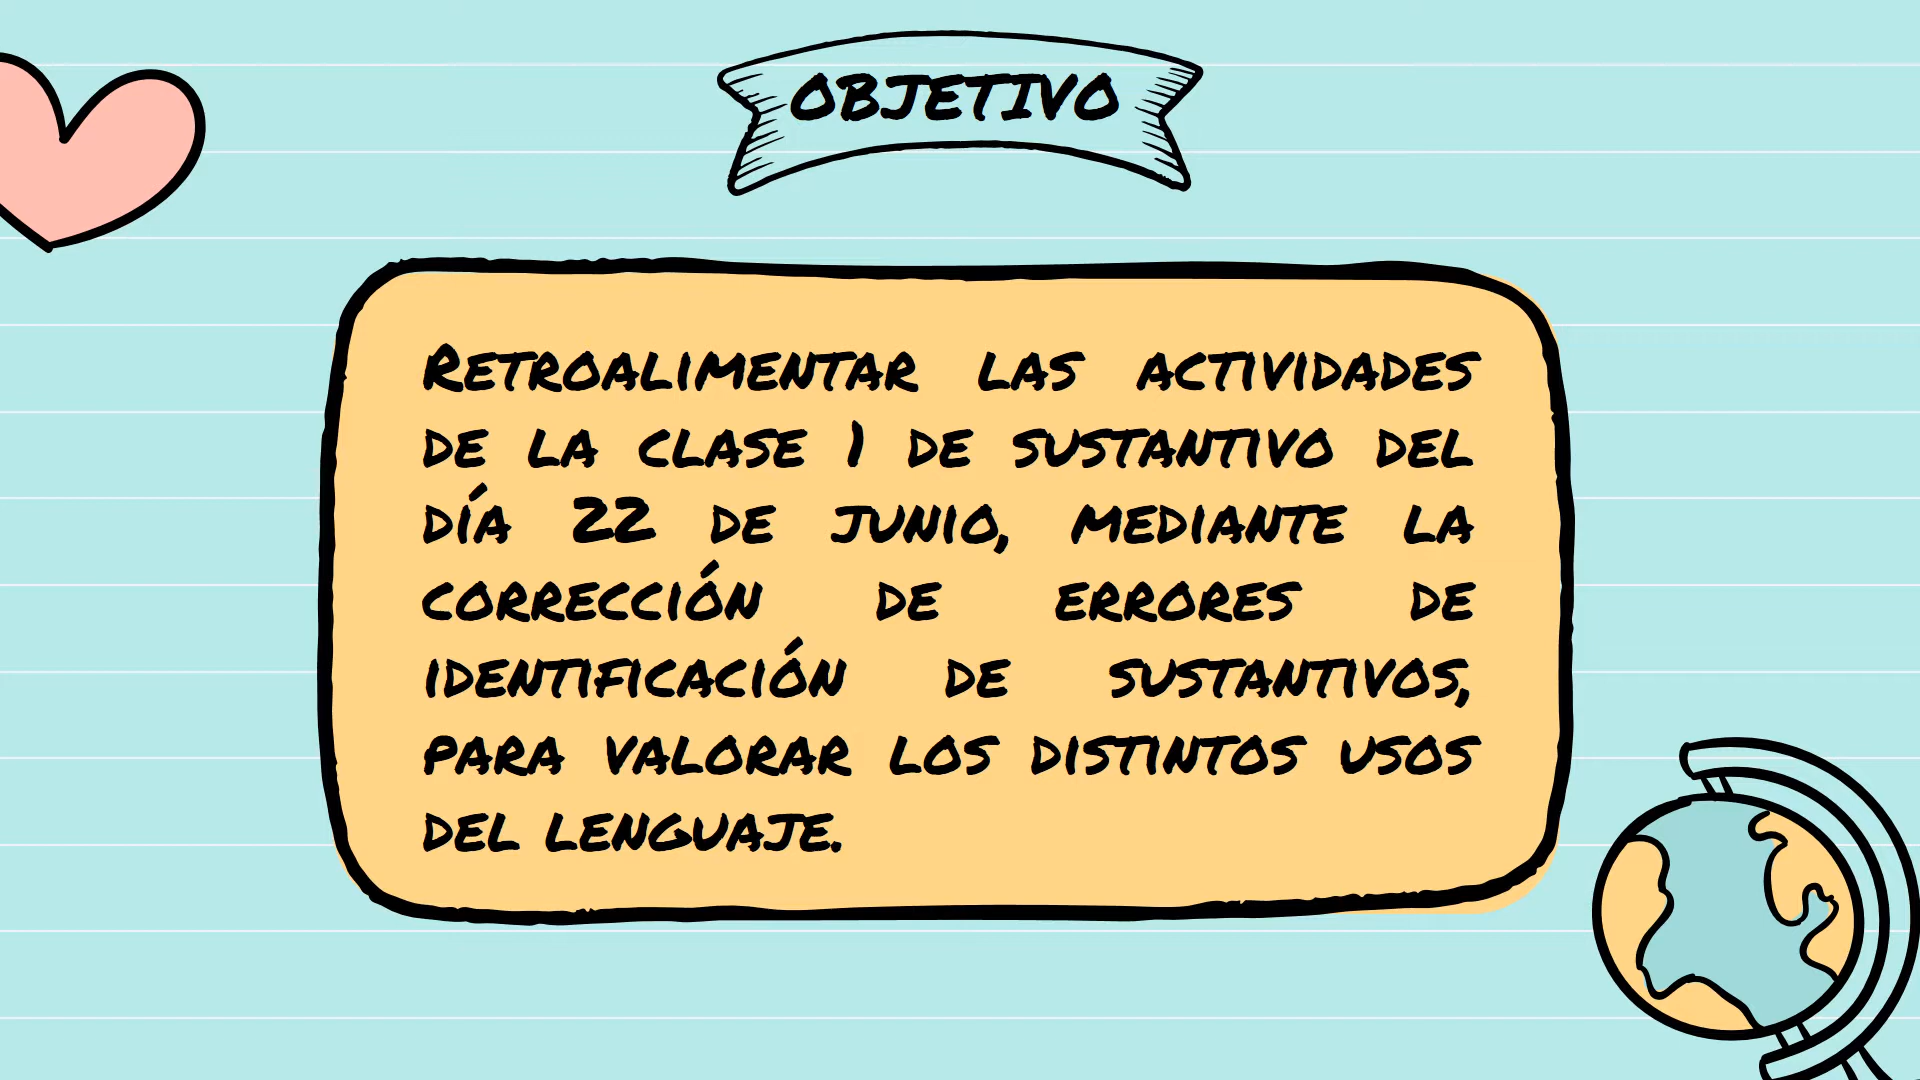 OBJETIVO
RETROALIMENTAR LAS ACTIVIDADES
DE LA CLASE 1 DE SUSTANTIVO DEL
DÍA 22 DE JUNIO, MEDIANTE LA
CORRECCIÓN DE ERRORES DE
IDENTIFICACIÓN DE SUSTANTIVOS,
PARA VALORAR LOS DISTINTOS USOS
DEL LENGUAJE.